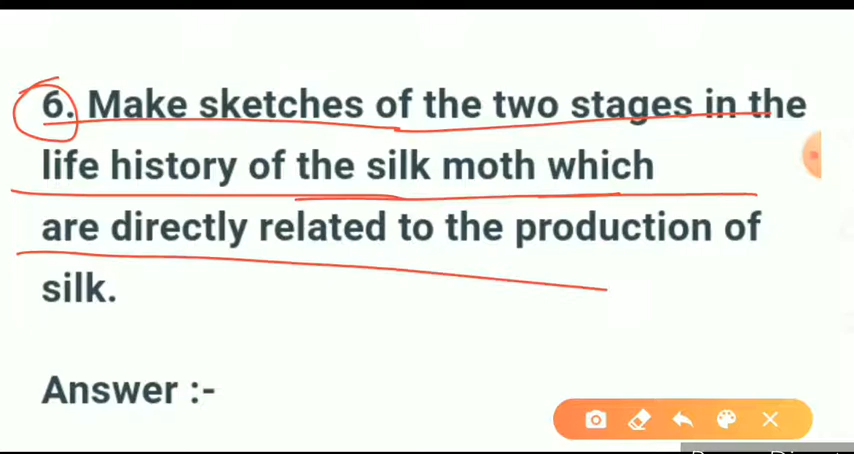 6. Make sketches of the two stages in the
life history of the silk moth which
are directly related to the production of
silk.
Answer :-